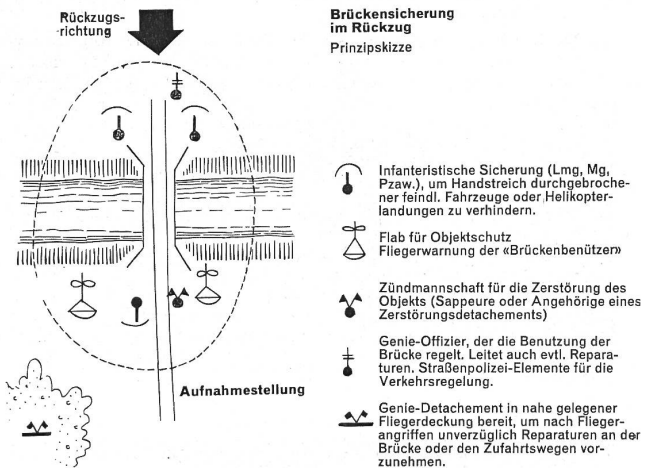 Rückzugs-
richtung
Brückensicherung
im Rückzug
Prinzipskizze
Infanteristische Sicherung (Lmg, Mg,
Pzaw.), um Handstreich durchgebroche-
ner feindl. Fahrzeuge oder Helikopter-
landungen zu verhindern.
Flab für Objektschutz
Fliegerwarnung der «Brückenbenützer»
Zündmannschaft für die Zerstörung des
Objekts (Sappeure oder Angehörige eines
Zerstörungsdetachements)
Genie-Offizier, der die Benutzung der
Brücke regelt. Leitet auch evtl. Repara-
turen. Straßenpolizei-Elemente für die
Verkehrsregelung.
Aufnahmestellung
Genie-Detachement in nahe gelegener
Fliegerdeckung bereit, um nach Flieger-
angriffen unverzüglich Reparaturen an der
Brücke oder den Zufahrtswegen vor-
zunehmen.